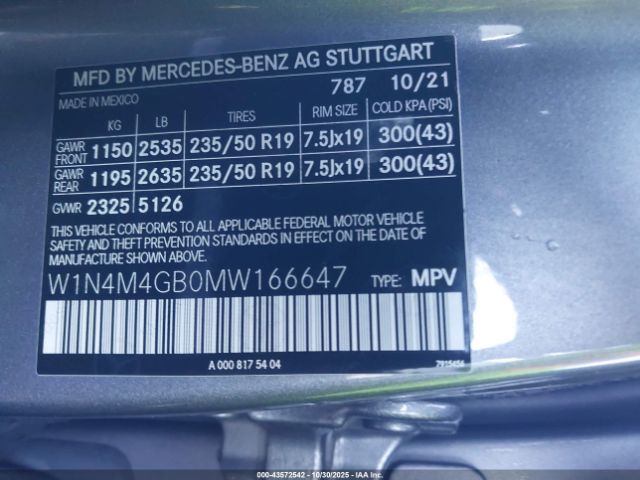 MFD BY MERCEDES-BENZ AG STUTTGART
787 10/21
MADE IN MEXICO
KG LB TIRES RIM SIZE COLD KPA(PSI)
GAWR FRONT 1150 2535 235/50 R19 7.5Jx19 300(43)
GAWR REAR 1195 2635 235/50 R19 7.5Jx19 300(43)
GVWR 2325 5126
THIS VEHICLE CONFORMS TO ALL APPLICABLE FEDERAL MOTOR VEHICLE
SAFETY AND THEFT PREVENTION STANDARDS IN EFFECT ON THE DATE OF
MANUFACTURE SHOWN ABOVE.
W1N4M4GB0MW166647 TYPE: MPV
A 000 817 54 04 7915456
000-43572542 | 10/30/2025 | IAAI.COM